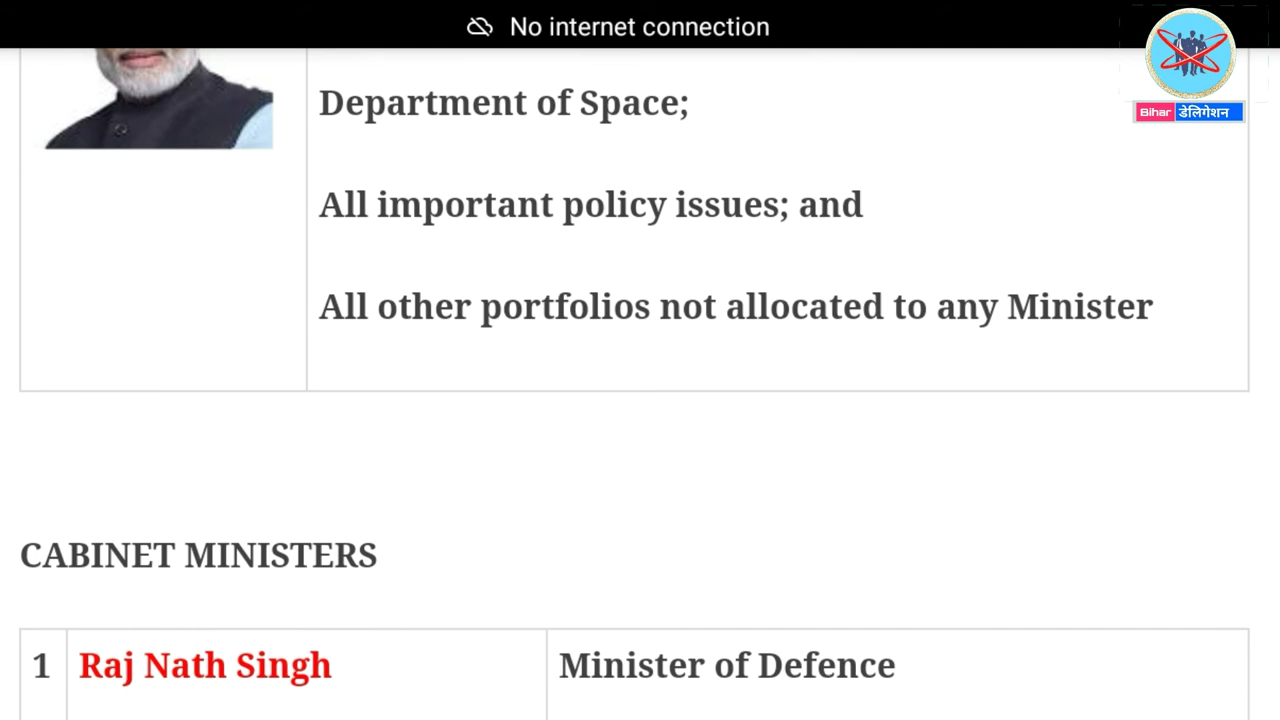 No internet connection
Bihar डेलिगेशन
Department of Space;
All important policy issues; and
All other portfolios not allocated to any Minister
CABINET MINISTERS
1 Raj Nath Singh Minister of Defence